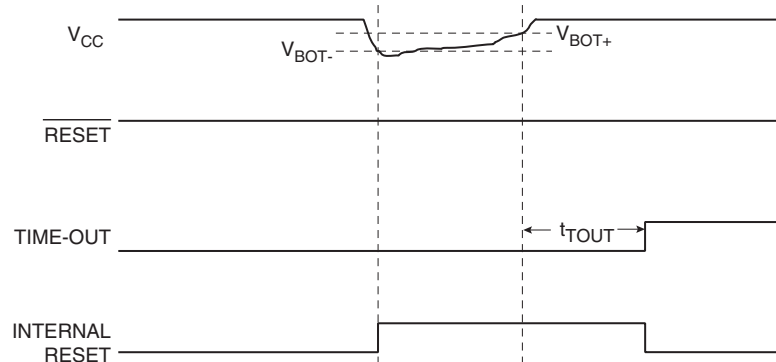 VCC
VBOT-
VBOT+
RESET
TIME-OUT
tTOUT
INTERNAL
RESET